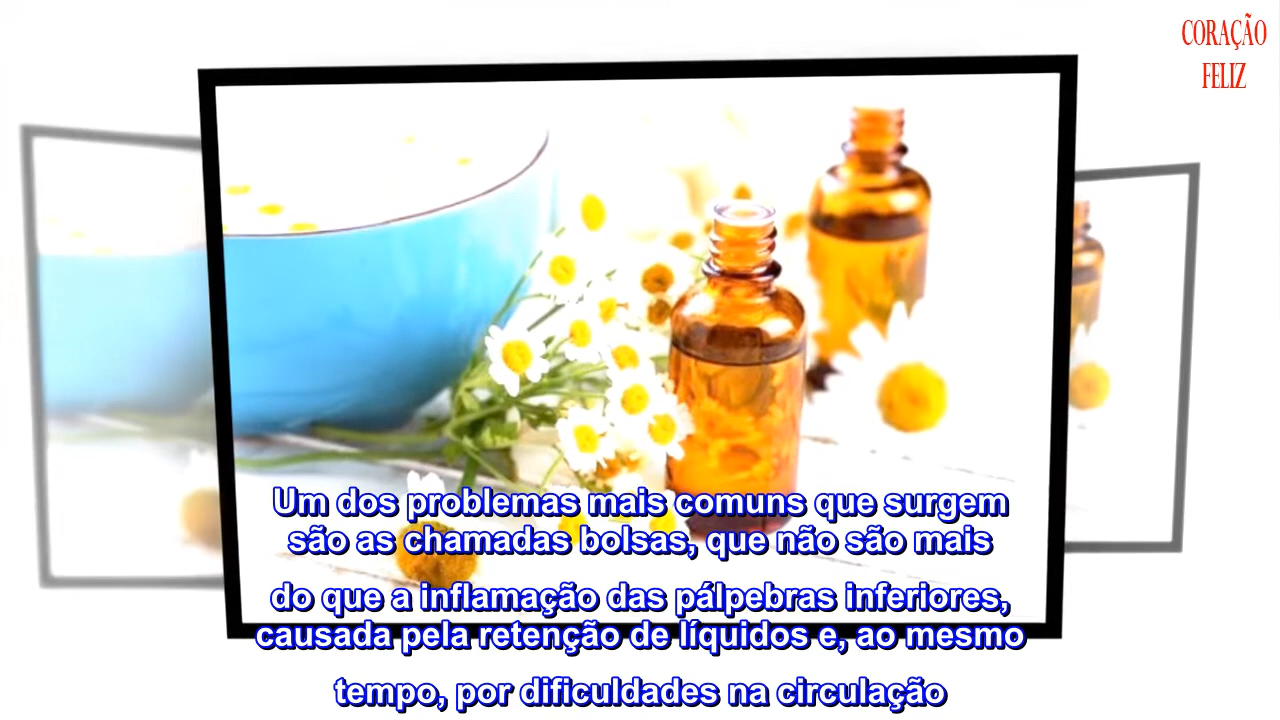 CORAÇÃO
FELIZ
Um dos problemas mais comuns que surgem
são as chamadas bolsas, que não são mais
do que a inflamação das pálpebras inferiores,
causada pela retenção de líquidos e, ao mesmo
tempo, por dificuldades na circulação